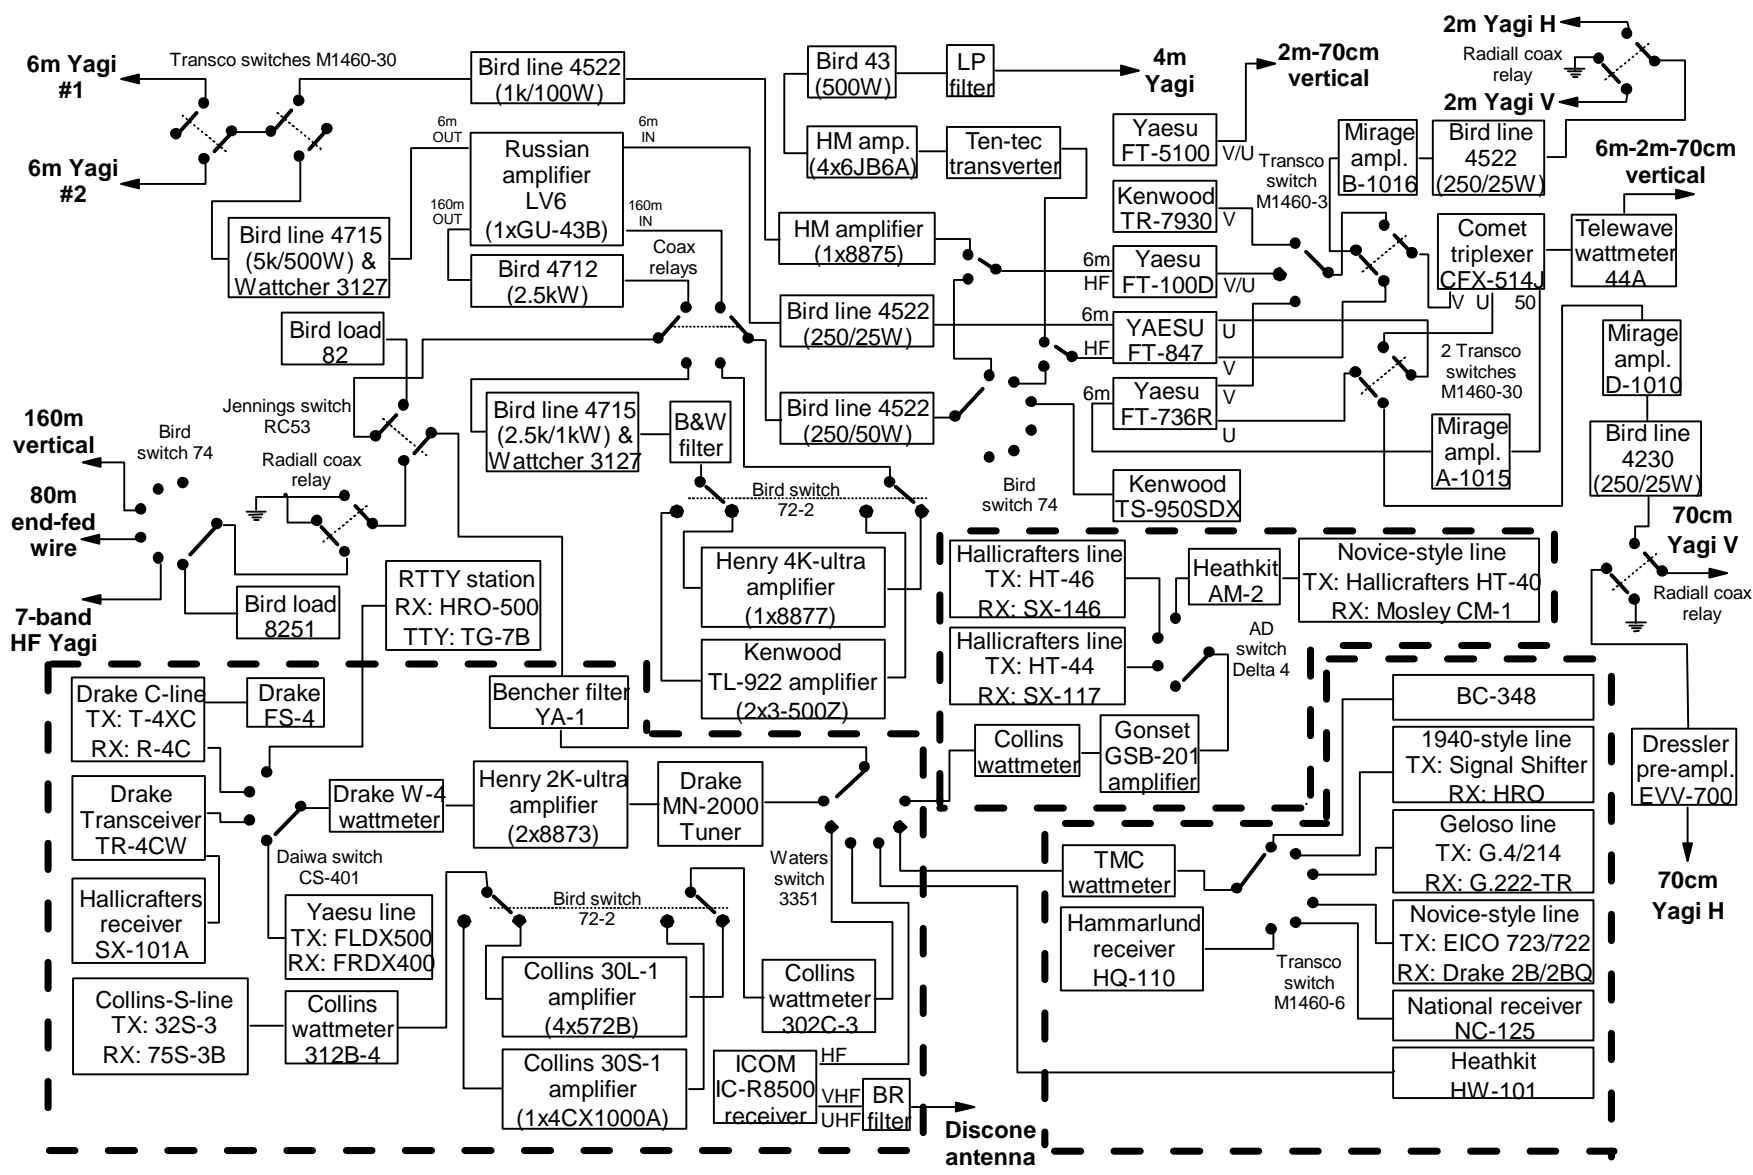 6m Yagi
#1
Transco switches M1460-30
Bird line 4522
(1k/100W)
Bird 43
(500W)
LP
filter
4m
Yagi
2m-70cm
vertical
2m Yagi H
Radiall coax
relay
2m Yagi V
6m Yagi
#2
6m
OUT
6m
IN
Russian
amplifier
LV6
(1xGU-43B)
160m
OUT
160m
IN
HM amp.
(4x6JB6A)
Ten-tec
transverter
Yaesu
FT-5100
V/U
Transco
switch
M1460-3
Mirage
ampl.
B-1016
Bird line
4522
(250/25W)
6m-2m-70cm
vertical
Bird line 4715
(5k/500W) &
Wattcher 3127
Bird 4712
(2.5kW)
Coax
relays
HM amplifier
(1x8875)
Kenwood
TR-7930
V
6m
HF
Yaesu
FT-100D
V/U
Comet
triplexer
CFX-514J
V U 50
Telewave
wattmeter
44A
Bird load
82
Bird line 4522
(250/25W)
6m
HF
YAESU
FT-847
U
V
2 Transco
switches
M1460-30
Mirage
ampl.
D-1010
Jennings switch
RC53
Bird line 4715
(2.5k/1kW) &
Wattcher 3127
B&W
filter
Bird line 4522
(250/50W)
6m
Yaesu
FT-736R
V
U
Mirage
ampl.
A-1015
Bird line
4230
(250/25W)
160m
vertical
Bird
switch 74
Radiall coax
relay
80m
end-fed
wire
Bird switch
72-2
Bird
switch 74
Kenwood
TS-950SDX
70cm
Yagi V
Radiall coax
relay
7-band
HF Yagi
Bird load
8251
RTTY station
RX: HRO-500
TTY: TG-7B
Henry 4K-ultra
amplifier
(1x8877)
Kenwood
TL-922 amplifier
(2x3-500Z)
Hallicrafters line
TX: HT-46
RX: SX-146
Heathkit
AM-2
Novice-style line
TX: Hallicrafters HT-40
RX: Mosley CM-1
Hallicrafters line
TX: HT-44
RX: SX-117
AD
switch
Delta 4
Drake C-line
TX: T-4XC
RX: R-4C
Drake
FS-4
Bencher filter
YA-1
Collins
wattmeter
Gonset
GSB-201
amplifier
BC-348
1940-style line
TX: Signal Shifter
RX: HRO
Dressler
pre-ampl.
EVV-700
Drake
Transceiver
TR-4CW
Drake W-4
wattmeter
Henry 2K-ultra
amplifier
(2x8873)
Drake
MN-2000
Tuner
Daiwa switch
CS-401
Waters
switch
3351
TMC
wattmeter
Geloso line
TX: G.4/214
RX: G.222-TR
70cm
Yagi H
Hallicrafters
receiver
SX-101A
Yaesu line
TX: FLDX500
RX: FRDX400
Bird switch
72-2
Hammarlund
receiver
HQ-110
Transco
switch
M1460-6
Novice-style line
TX: EICO 723/722
RX: Drake 2B/2BQ
Collins-S-line
TX: 32S-3
RX: 75S-3B
Collins
wattmeter
312B-4
Collins 30L-1
amplifier
(4x572B)
Collins
wattmeter
302C-3
National receiver
NC-125
Collins 30S-1
amplifier
(1x4CX1000A)
ICOM
IC-R8500
receiver
HF
VHF
UHF
BR
filter
Heathkit
HW-101
Discone
antenna